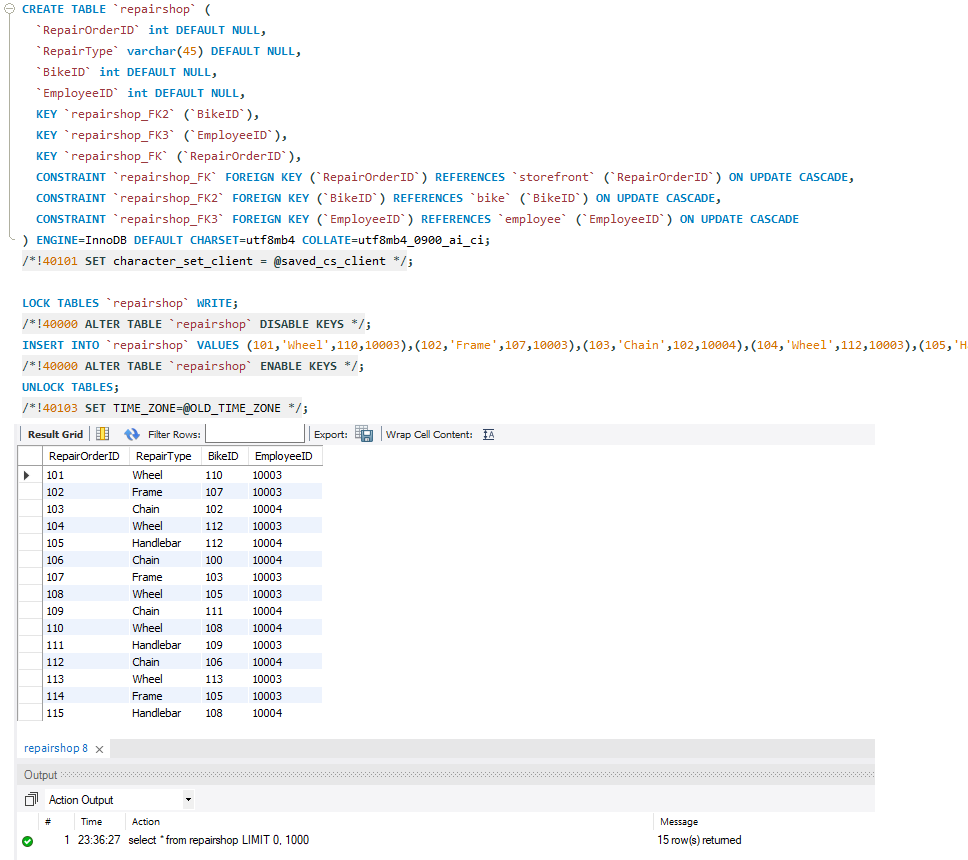 CREATE TABLE `repairshop` (
`RepairOrderID` int DEFAULT NULL,
`RepairType` varchar(45) DEFAULT NULL,
`BikeID` int DEFAULT NULL,
`EmployeeID` int DEFAULT NULL,
KEY `repairshop_FK2` (`BikeID`),
KEY `repairshop_FK3` (`EmployeeID`),
KEY `repairshop_FK` (`RepairOrderID`),
CONSTRAINT `repairshop_FK` FOREIGN KEY (`RepairOrderID`) REFERENCES `storefront` (`RepairOrderID`) ON UPDATE CASCADE,
CONSTRAINT `repairshop_FK2` FOREIGN KEY (`BikeID`) REFERENCES `bike` (`BikeID`) ON UPDATE CASCADE,
CONSTRAINT `repairshop_FK3` FOREIGN KEY (`EmployeeID`) REFERENCES `employee` (`EmployeeID`) ON UPDATE CASCADE
) ENGINE=InnoDB DEFAULT CHARSET=utf8mb4 COLLATE=utf8mb4_0900_ai_ci;
/*!40101 SET character_set_client = @saved_cs_client */;
LOCK TABLES `repairshop` WRITE;
/*!40000 ALTER TABLE `repairshop` DISABLE KEYS */;
INSERT INTO `repairshop` VALUES (101,'Wheel',110,10003),(102,'Frame',107,10003),(103,'Chain',102,10004),(104,'Wheel',112,10003),(105,'H
/*!40000 ALTER TABLE `repairshop` ENABLE KEYS */;
UNLOCK TABLES;
/*!40103 SET TIME_ZONE=@OLD_TIME_ZONE */;
Result Grid Filter Rows: Export: Wrap Cell Content: IA
RepairOrderID RepairType BikeID EmployeeID
101 Wheel 110 10003
102 Frame 107 10003
103 Chain 102 10004
104 Wheel 112 10003
105 Handlebar 112 10004
106 Chain 100 10004
107 Frame 103 10003
108 Wheel 105 10003
109 Chain 111 10004
110 Wheel 108 10004
111 Handlebar 109 10003
112 Chain 106 10004
113 Wheel 113 10003
114 Frame 105 10003
115 Handlebar 108 10004
repairshop 8
Output
Action Output
# Time Action Message
1 23:36:27 select * from repairshop LIMIT 0, 1000 15 row(s) returned